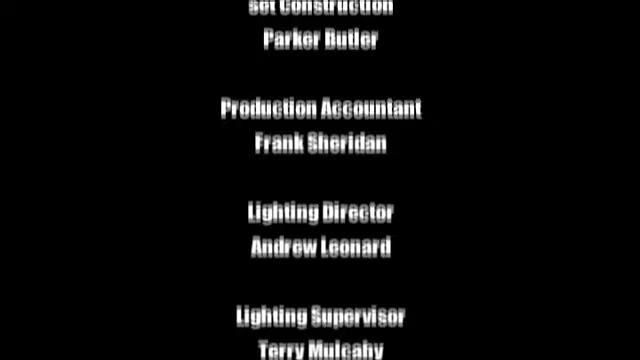 set Construction
Parker Butler
Production Accountant
Frank Sheridan
Lighting Director
Andrew Leonard
Lighting Supervisor
Terry Mulcahy